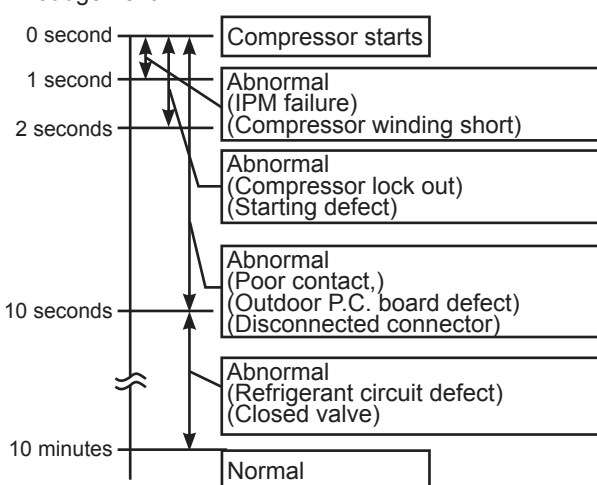 0 second
Compressor starts
1 second
Abnormal
(IPM failure)
(Compressor winding short)
2 seconds
Abnormal
(Compressor lock out)
(Starting defect)
Abnormal
(Poor contact,)
(Outdoor P.C. board defect)
(Disconnected connector)
10 seconds
Abnormal
(Refrigerant circuit defect)
(Closed valve)
10 minutes
Normal